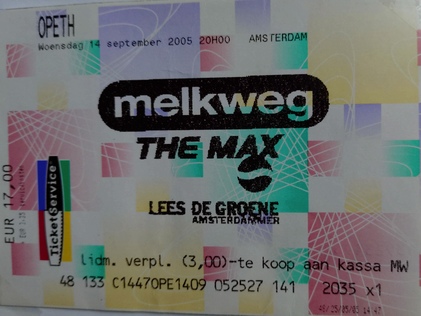 OPETH
Woensdag 14 september 2005 20H00 AMSTERDAM
melkweg
THE MAX
LEES DE GROENE
AMSTERDAMMER
EUR 17,00
TicketService
lidm. verpl. (3,00)-te koop aan kassa MW
48 133 C14470PE1409 052527 141 2035 x1